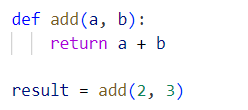 def add(a, b):
    return a + b

result = add(2, 3)